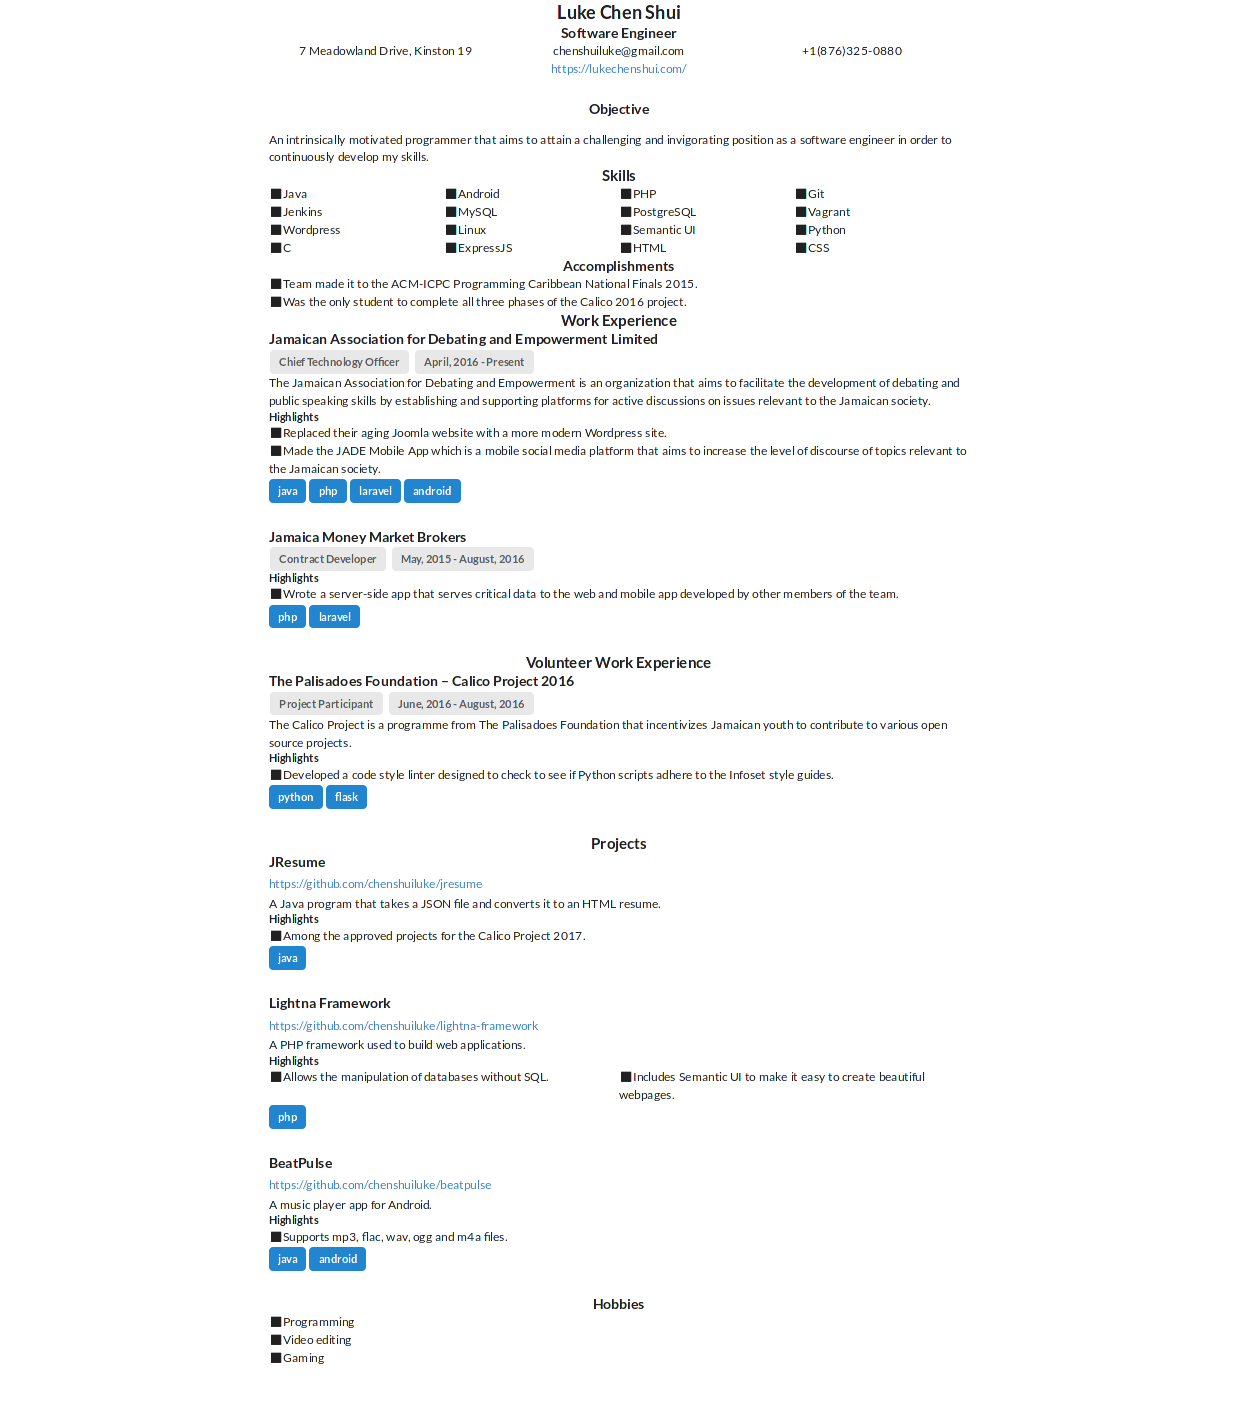 Luke Chen Shui
Software Engineer
7 Meadowland Drive, Kinston 19 chenshuiluke@gmail.com +1(876)325-0880
https://lukechenshui.com/
Objective
An intrinsically motivated programmer that aims to attain a challenging and invigorating position as a software engineer in order to
continuously develop my skills.
Skills
Java Android PHP Git
Jenkins MySQL PostgreSQL Vagrant
Wordpress Linux Semantic UI Python
C ExpressJS HTML CSS
Accomplishments
Team made it to the ACM-ICPC Programming Caribbean National Finals 2015.
Was the only student to complete all three phases of the Calico 2016 project.
Work Experience
Jamaican Association for Debating and Empowerment Limited
Chief Technology Officer April, 2016 - Present
The Jamaican Association for Debating and Empowerment is an organization that aims to facilitate the development of debating and
public speaking skills by establishing and supporting platforms for active discussions on issues relevant to the Jamaican society.
Highlights
Replaced their aging Joomla website with a more modern Wordpress site.
Made the JADE Mobile App which is a mobile social media platform that aims to increase the level of discourse of topics relevant to
the Jamaican society.
java php laravel android
Jamaica Money Market Brokers
Contract Developer May, 2015 - August, 2016
Highlights
Wrote a server-side app that serves critical data to the web and mobile app developed by other members of the team.
php laravel
Volunteer Work Experience
The Palisadoes Foundation – Calico Project 2016
Project Participant June, 2016 - August, 2016
The Calico Project is a programme from The Palisadoes Foundation that incentivizes Jamaican youth to contribute to various open
source projects.
Highlights
Developed a code style linter designed to check to see if Python scripts adhere to the Infoset style guides.
python flask
Projects
JResume
https://github.com/chenshuiluke/jresume
A Java program that takes a JSON file and converts it to an HTML resume.
Highlights
Among the approved projects for the Calico Project 2017.
java
Lightna Framework
https://github.com/chenshuiluke/lightna-framework
A PHP framework used to build web applications.
Highlights
Allows the manipulation of databases without SQL. Includes Semantic UI to make it easy to create beautiful
webpages.
php
BeatPulse
https://github.com/chenshuiluke/beatpulse
A music player app for Android.
Highlights
Supports mp3, flac, wav, ogg and m4a files.
java android
Hobbies
Programming
Video editing
Gaming